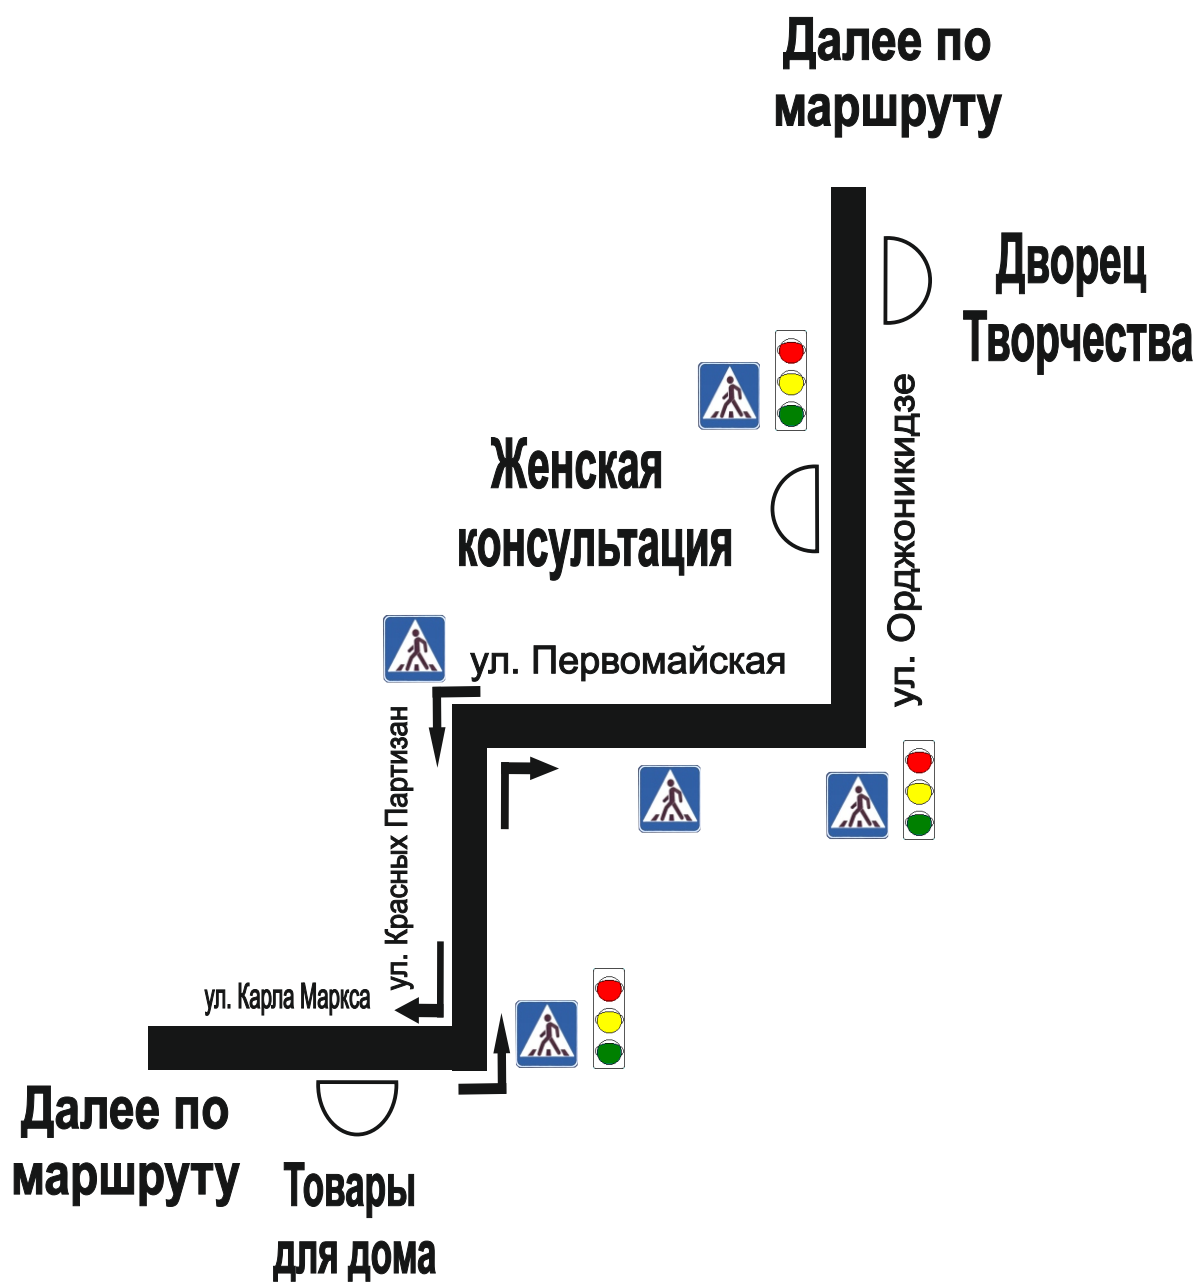 Далее по
маршруту
Дворец
Творчества
ул. Орджоникидзе
Женская
консультация
ул. Первомайская
ул. Красных Партизан
ул. Карла Маркса
Далее по
маршруту
Товары
для дома